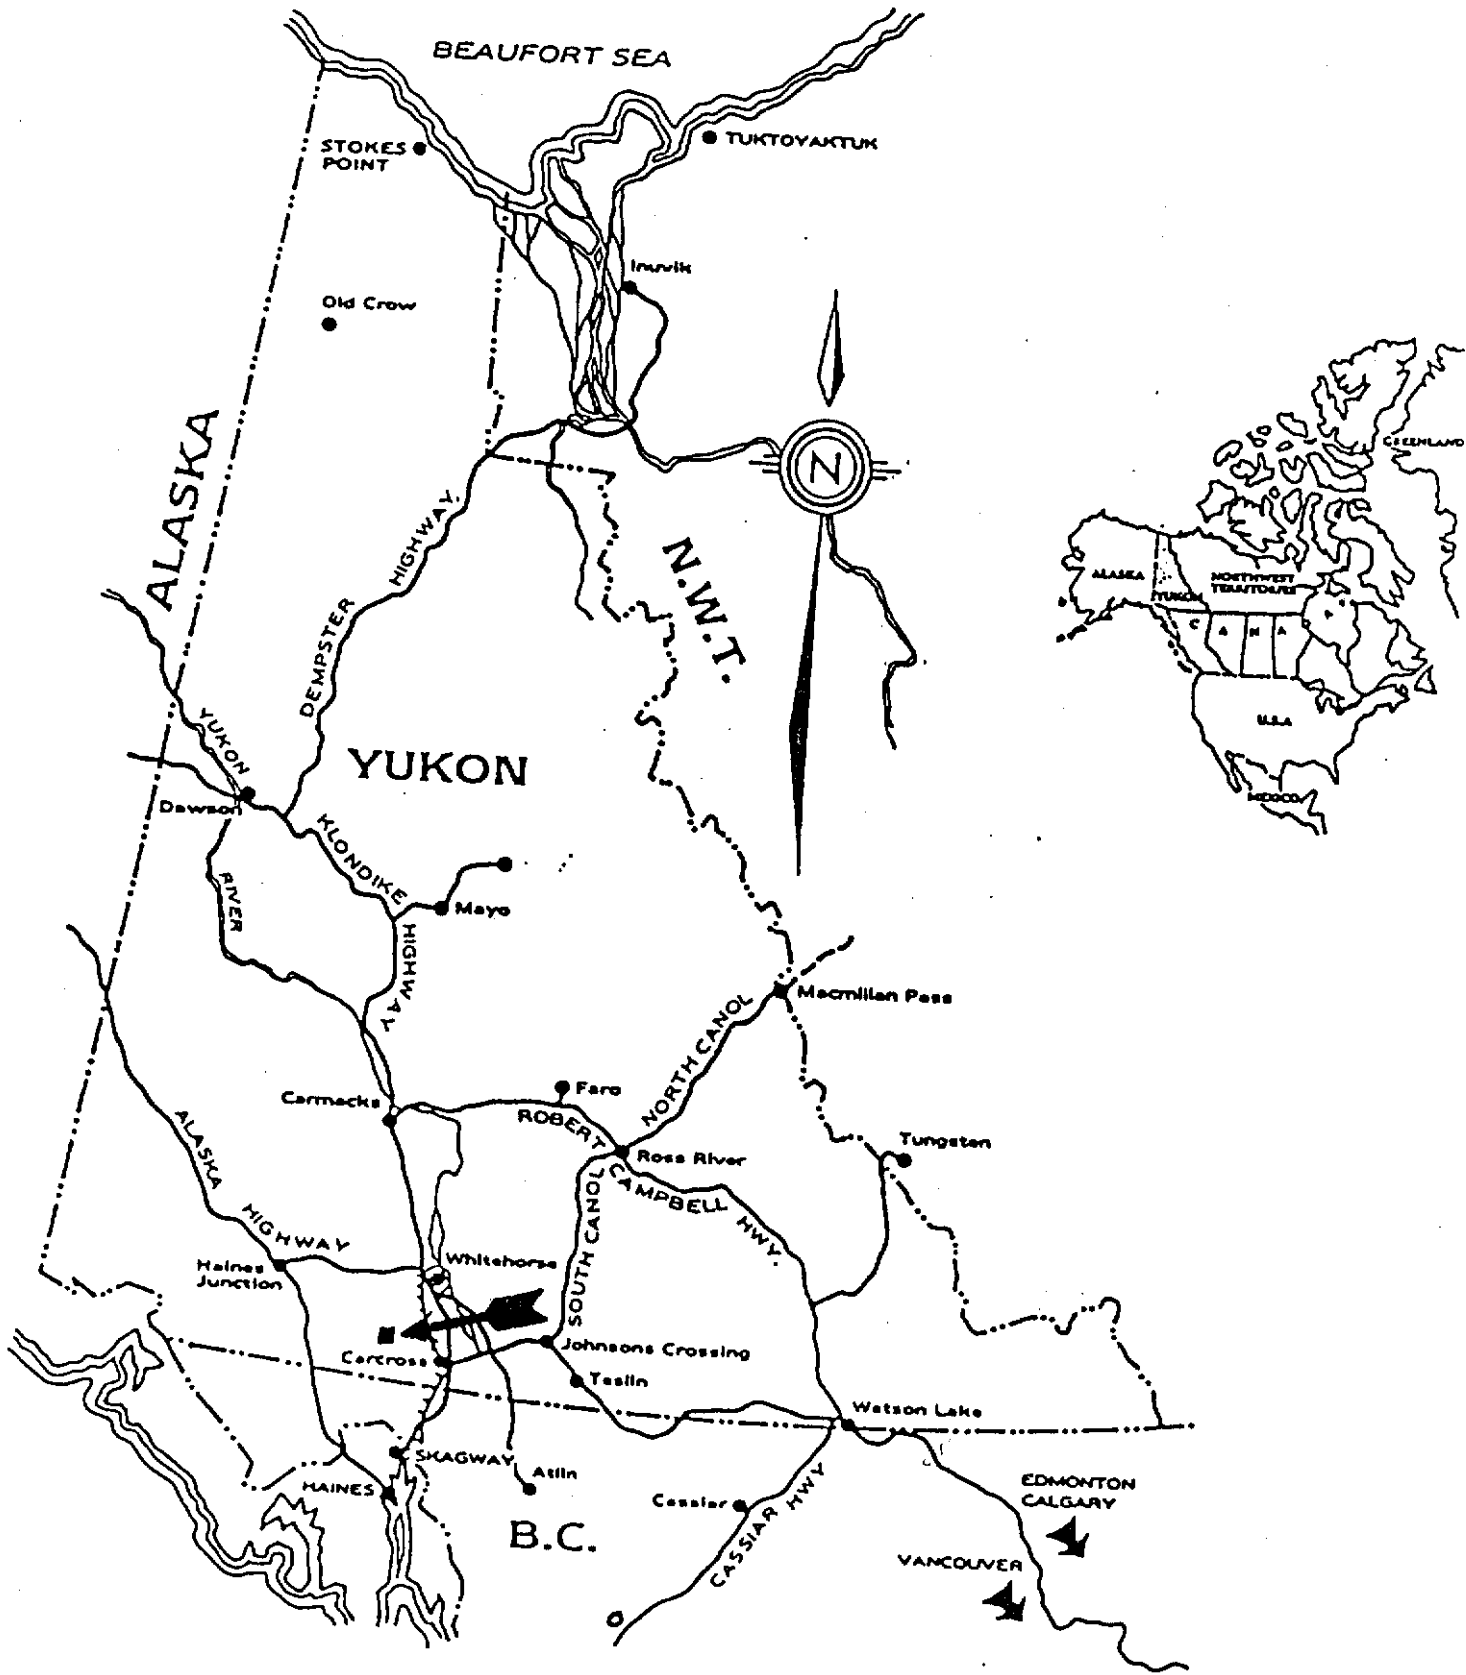 BEAUFORT SEA
TUKTOYAKTUK
STOKES
POINT
Inuvik
Old Crow
ALASKA
N
GREENLAND
HIGHWAY
DEMPSTER
N.W.T.
ALASKA
YUKON
NORTHWEST
TERRITORIES
C
A
N
A
U.S.A
MEXICO
YUKON
YUKON
Dawson
KLONDIKE
RIVER
Mayo
HIGHWAY
Macmillan Pass
NORTH CANOL
Faro
Carmacks
ROBERT
Ross River
CAMPBELL
HWY.
Tungsten
ALASKA
HIGHWAY
SOUTH CANOL
Whitehorse
Haines
Junction
Johnsons Crossing
Carcross
Teslin
Watson Lake
SKAGWAY
Atlin
HAINES
Cassiar
CASSIAR HWY
B.C.
EDMONTON
CALGARY
VANCOUVER